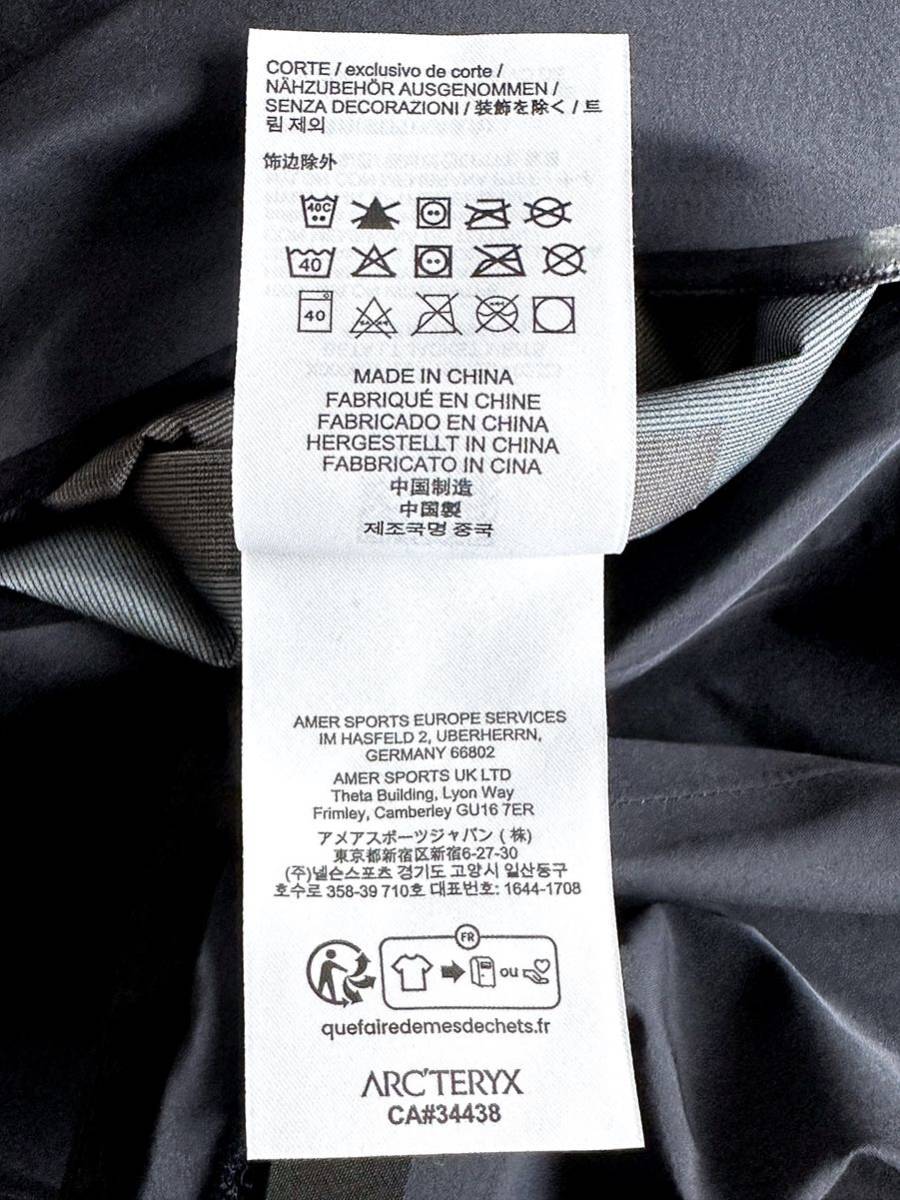 CORTE / exclusivo de corte /
NÄHZUBEHÖR AUSGENOMMEN /
SENZA DECORAZIONI / 装飾を除く / 트
림 제외
饰边除外
40C
40
40
MADE IN CHINA
FABRIQUÉ EN CHINE
FABRICADO EN CHINA
HERGESTELLT IN CHINA
FABBRICATO IN CINA
中国制造
中国製
제조국명 중국
AMER SPORTS EUROPE SERVICES
IM HASFELD 2, UBERHERRN,
GERMANY 66802
AMER SPORTS UK LTD
Theta Building, Lyon Way
Frimley, Camberley GU16 7ER
アメアスポーツジャパン ( 株)
東京都新宿区新宿6-27-30
(주)넬슨스포츠 경기도 고양시 일산동구
호수로 358-39 710호 대표번호: 1644-1708
FR
ou
quefairedemesdechets.fr
ARC'TERYX
CA#34438